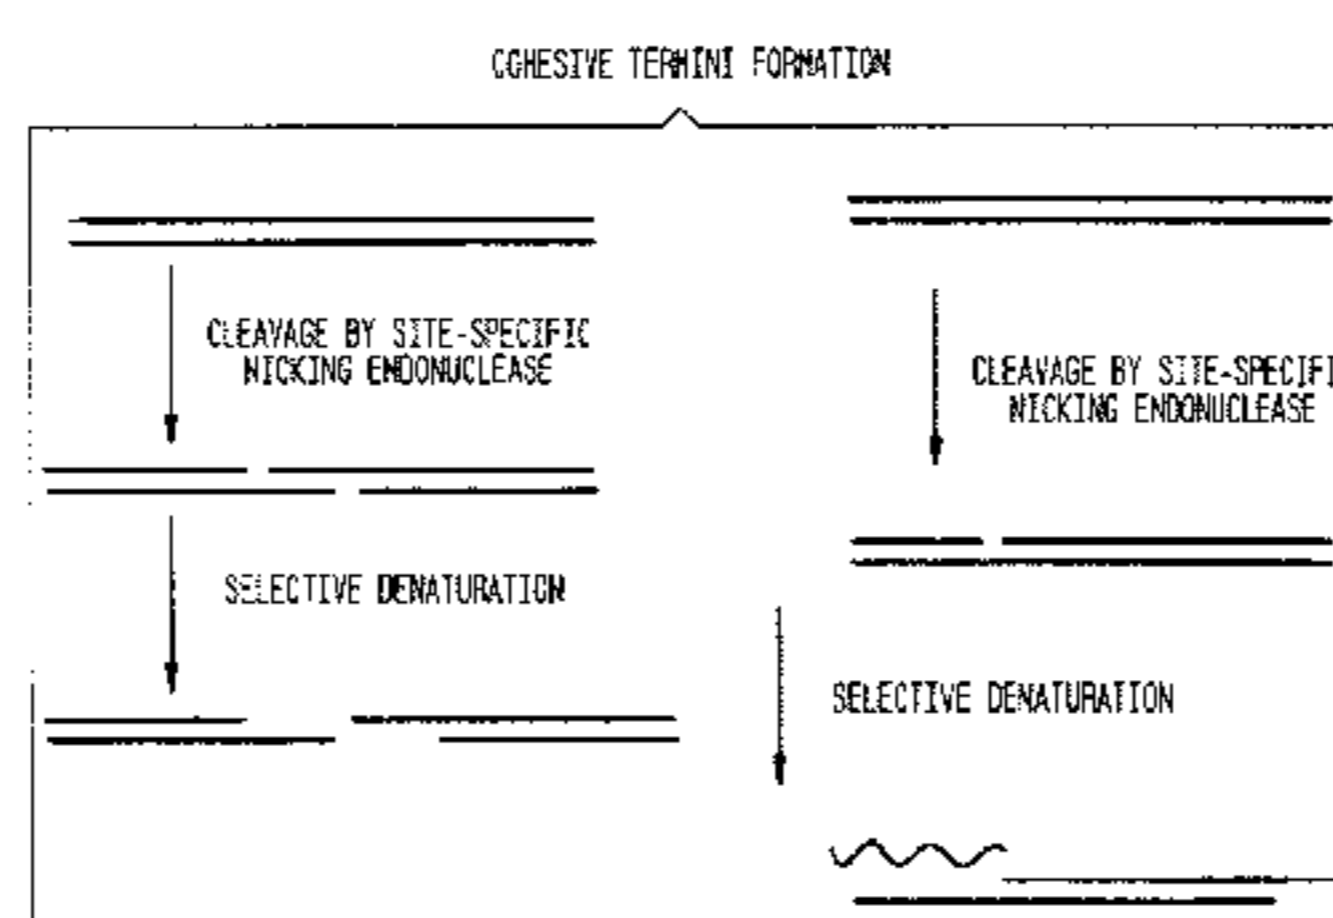 COHESIVE TERMINI FORMATION
CLEAVAGE BY SITE-SPECIFIC
NICKING ENDONUCLEASE
CLEAVAGE BY SITE-SPECIFI
NICKING ENDONUCLEASE
SELECTIVE DENATURATION
SELECTIVE DENATURATION